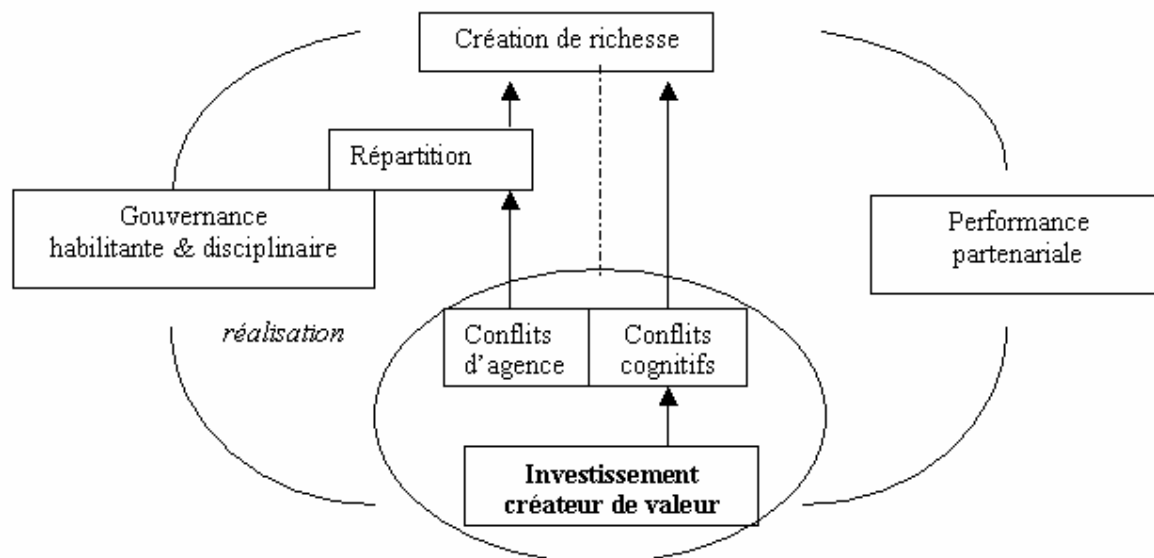 Création de richesse
Répartition
Gouvernance
habilitante & disciplinaire
Performance
partenariale
réalisation
Conflits
d'agence
Conflits
cognitifs
Investissement
créateur de valeur